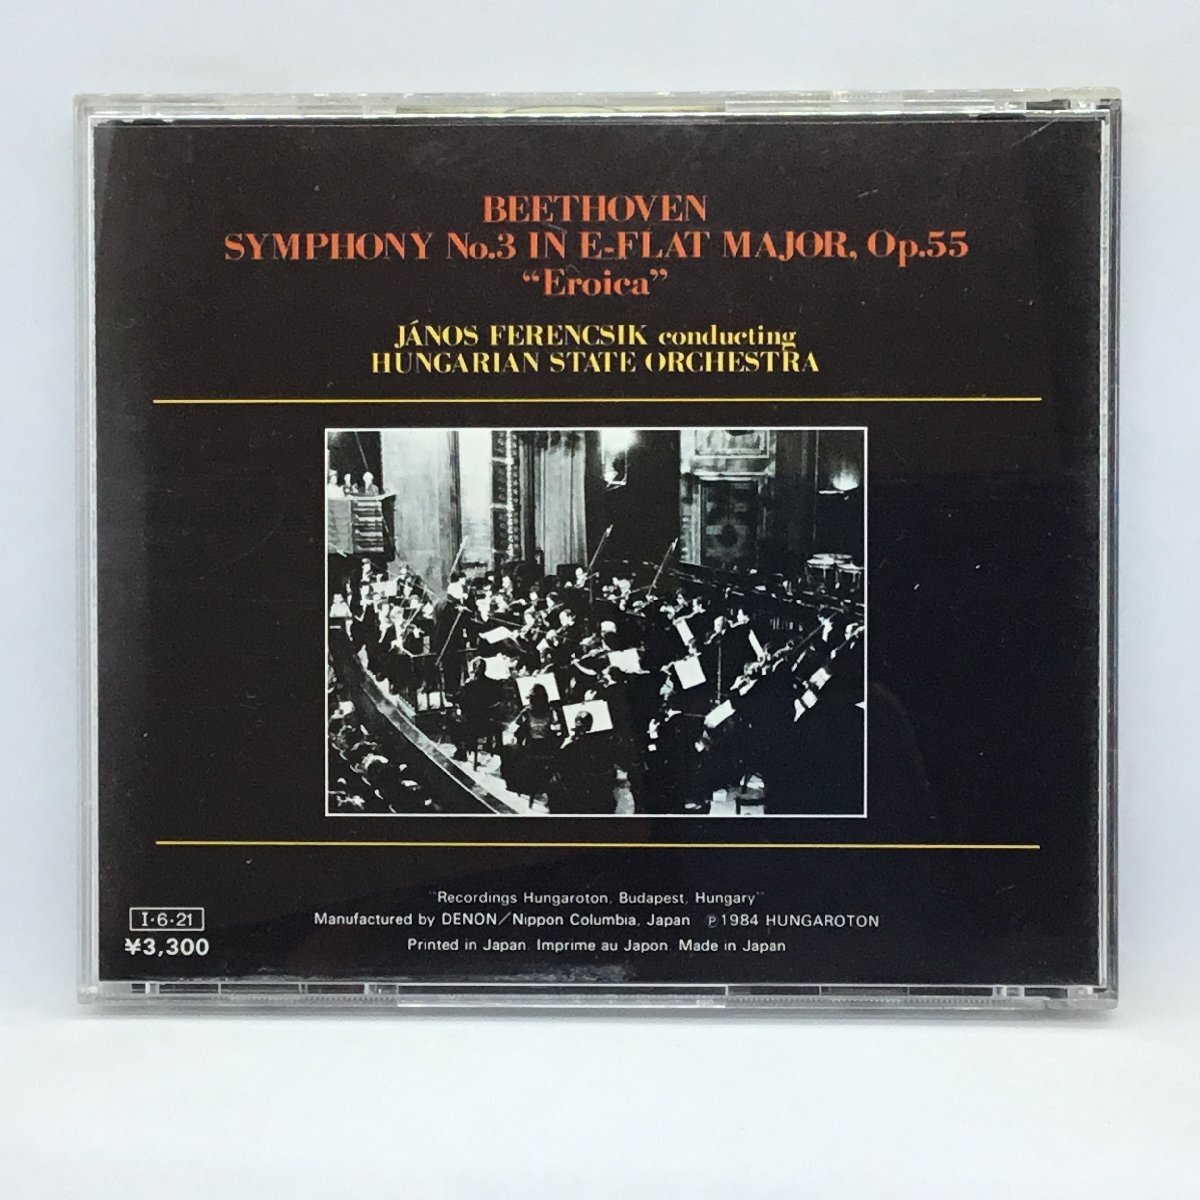 BEETHOVEN
SYMPHONY No.3 IN E-FLAT MAJOR, Op.55
“Eroica”
JÁNOS FERENCSIK conducting
HUNGARIAN STATE ORCHESTRA
"Recordings Hungaroton, Budapest, Hungary"
I·6·21
Manufactured by DENON/Nippon Columbia, Japan ℗1984 HUNGAROTON
¥3,300
Printed in Japan. Imprime au Japon. Made in Japan